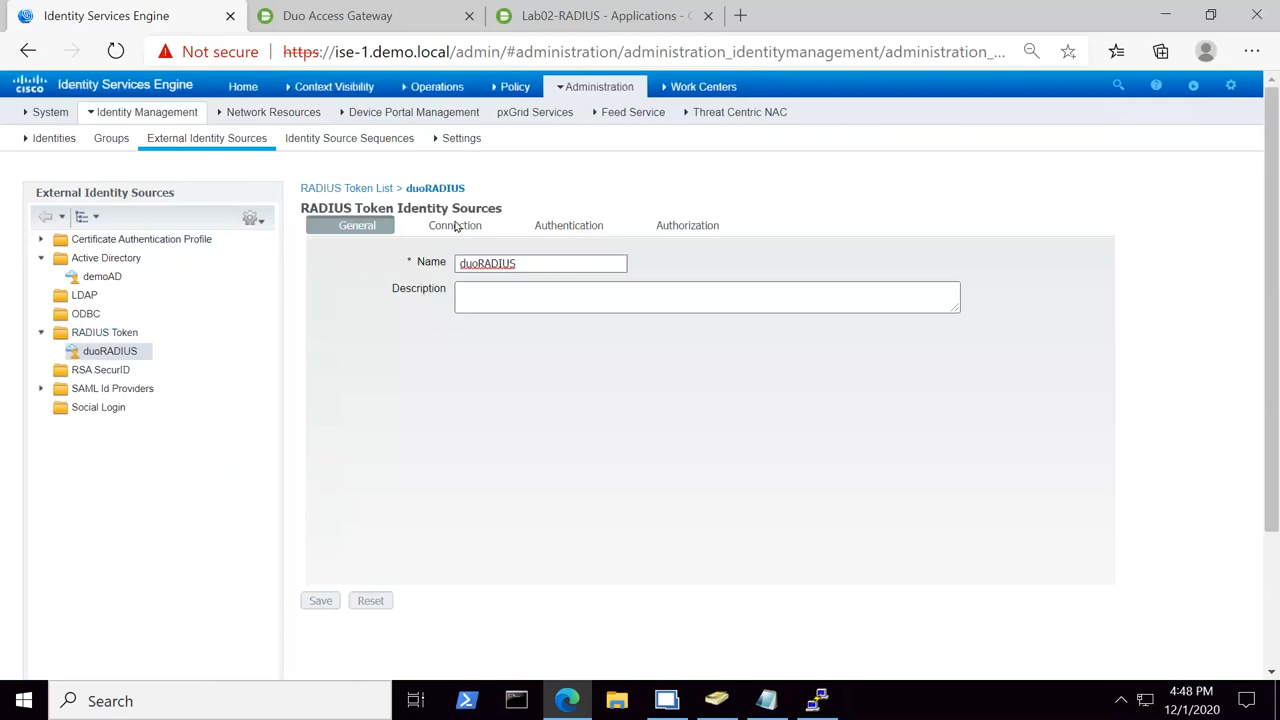 Identity Services Engine
Duo Access Gateway
Lab02-RADIUS - Applications - C
Not secure
https://ise-1.demo.local/admin/#administration/administration_identitymanagement/administration_...
CISCO
Identity Services Engine
Home
Context Visibility
Operations
Policy
Administration
Work Centers
System
Identity Management
Network Resources
Device Portal Management
pxGrid Services
Feed Service
Threat Centric NAC
Identities
Groups
External Identity Sources
Identity Source Sequences
Settings
External Identity Sources
Certificate Authentication Profile
Active Directory
demoAD
LDAP
ODBC
RADIUS Token
duoRADIUS
RSA SecurID
SAML Id Providers
Social Login
RADIUS Token List > duoRADIUS
RADIUS Token Identity Sources
General
Connection
Authentication
Authorization
* Name
duoRADIUS
Description
Save
Reset
Search
4:48 PM
12/1/2020